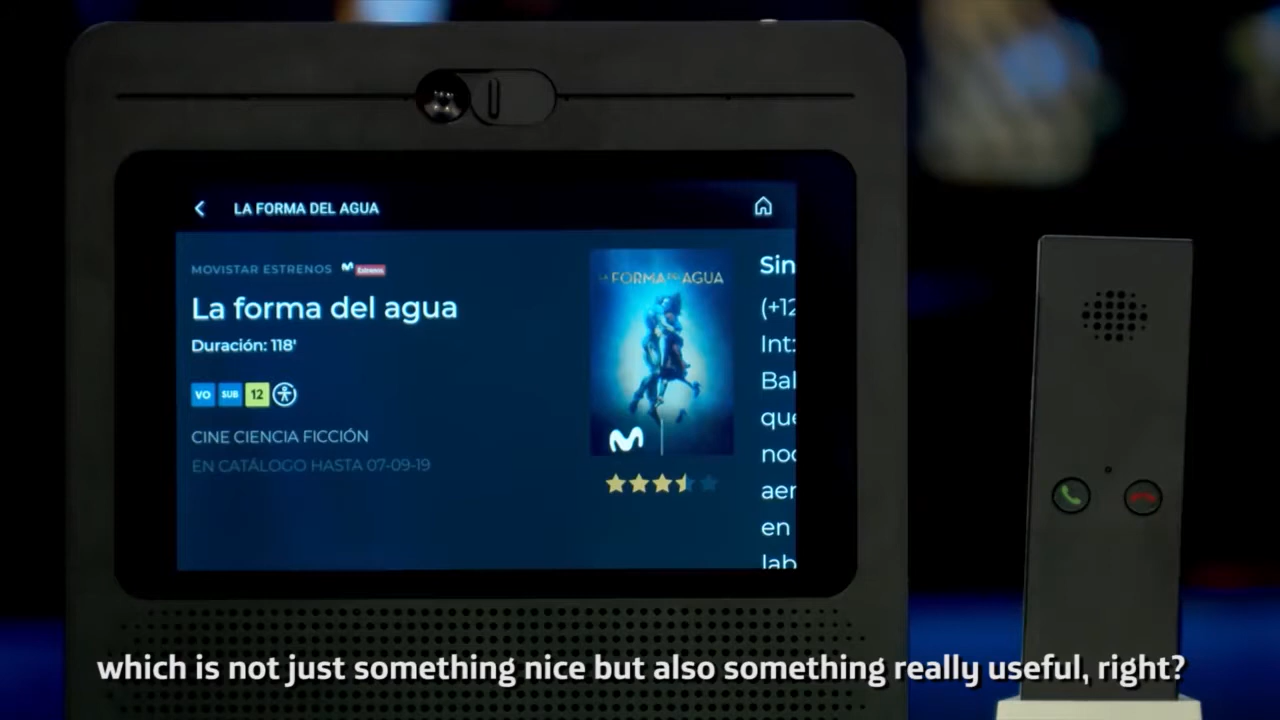 LA FORMA DEL AGUA
MOVISTAR ESTRENOS Estrenos
La forma del agua
Duración: 118'
VO SUB 12
CINE CIENCIA FICCIÓN
EN CATÁLOGO HASTA 07-09-19
LA FORMA DEL AGUA
Sin
(+12
Int:
Bal
que
noc
aer
en
lab
which is not just something nice but also something really useful, right?